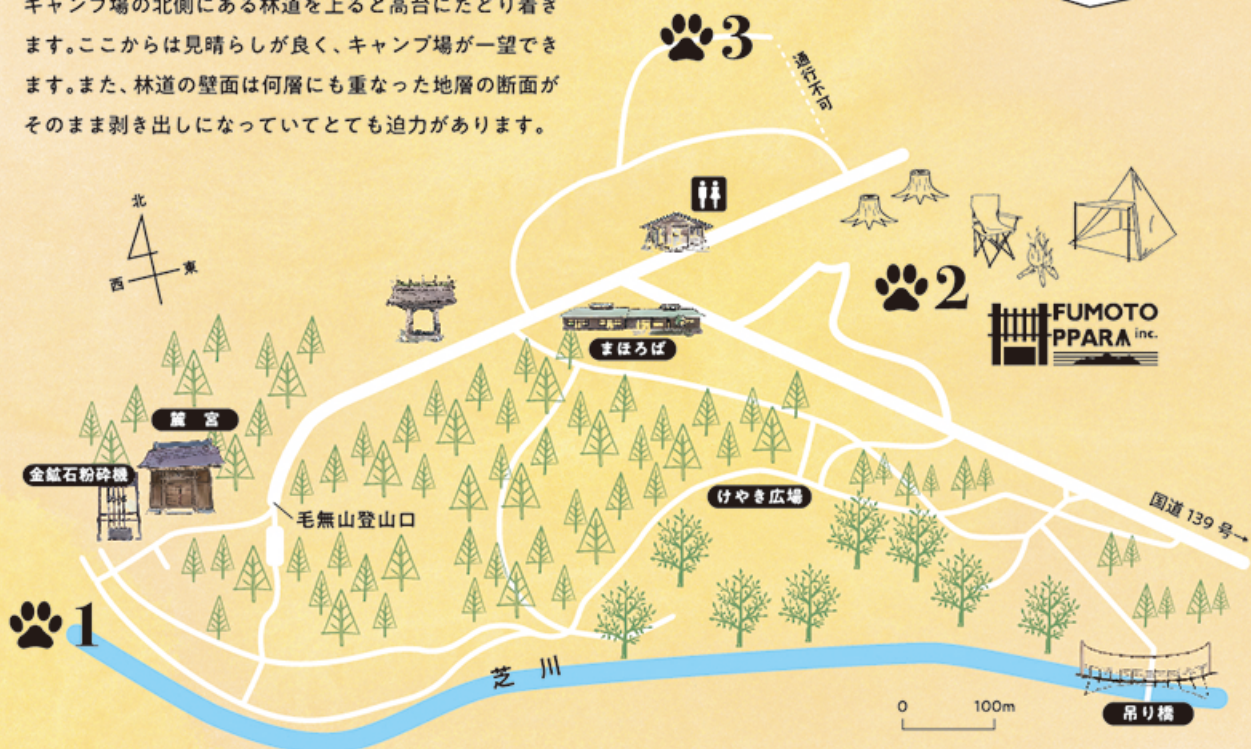 キャンプ場の北側にある林道を上ると高台にたどり着き
ます。ここからは見晴らしが良く、キャンプ場が一望でき
ます。また、林道の壁面は何層にも重なった地層の断面が
そのまま剥き出しになっていてとても迫力があります。
3
通行不可
北
西
東
2
FUMOTO
PPARA inc.
まほろば
麓 宮
金鉱石粉砕機
けやき広場
毛無山登山口
国道 139 号→
1
芝 川
0 100m
吊り橋